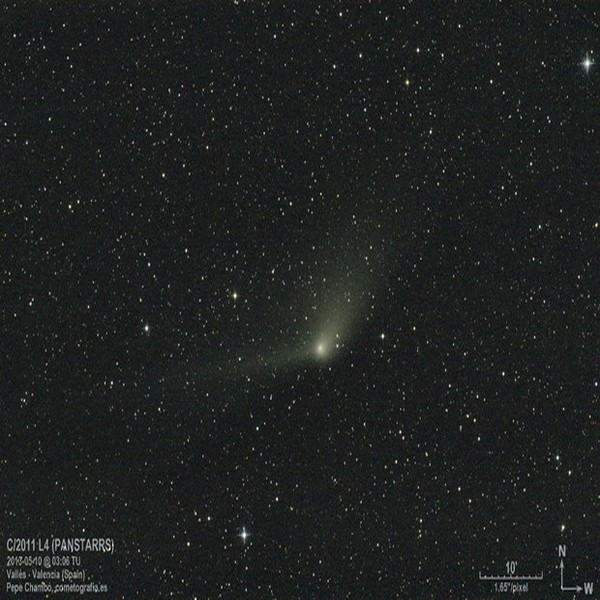 C/2011 L4 (PANSTARRS)
2013-05-10 @ 03:06 TU
Vallés - Valencia (Spain)
Pepe Chambó, cometografia.es
10'
1,65"/pixel
N
W